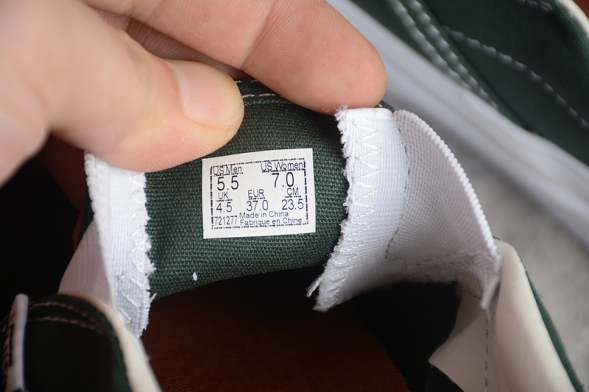 US Men US Women
5.5 7.0
UK EUR CM
4.5 37.0 23.5
Made in China
721277 Fabrique en Chine